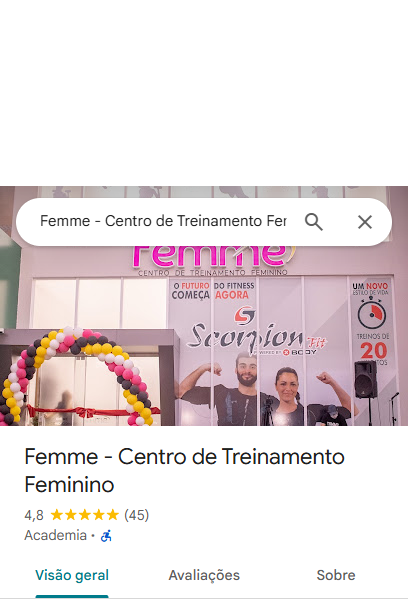 Femme - Centro de Treinamento Fer
Femme
CENTRO DE TREINAMENTO FEMININO
O FUTURO DO FITNESS
COMEÇA AGORA
UM NOVO
ESTILO DE VIDA
Scorpion Fit
POWERED BY XBODY
TREINOS DE
20
Femme - Centro de Treinamento
Feminino
4,8 (45)
Academia ·
Visão geral
Avaliações
Sobre